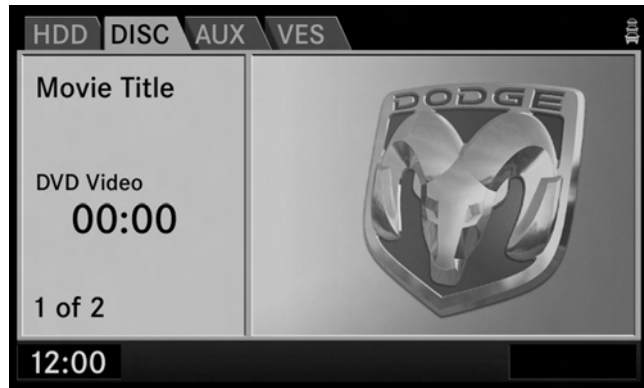 HDD DISC AUX VES
Movie Title
DODGE
DVD Video
00:00
1 of 2
12:00